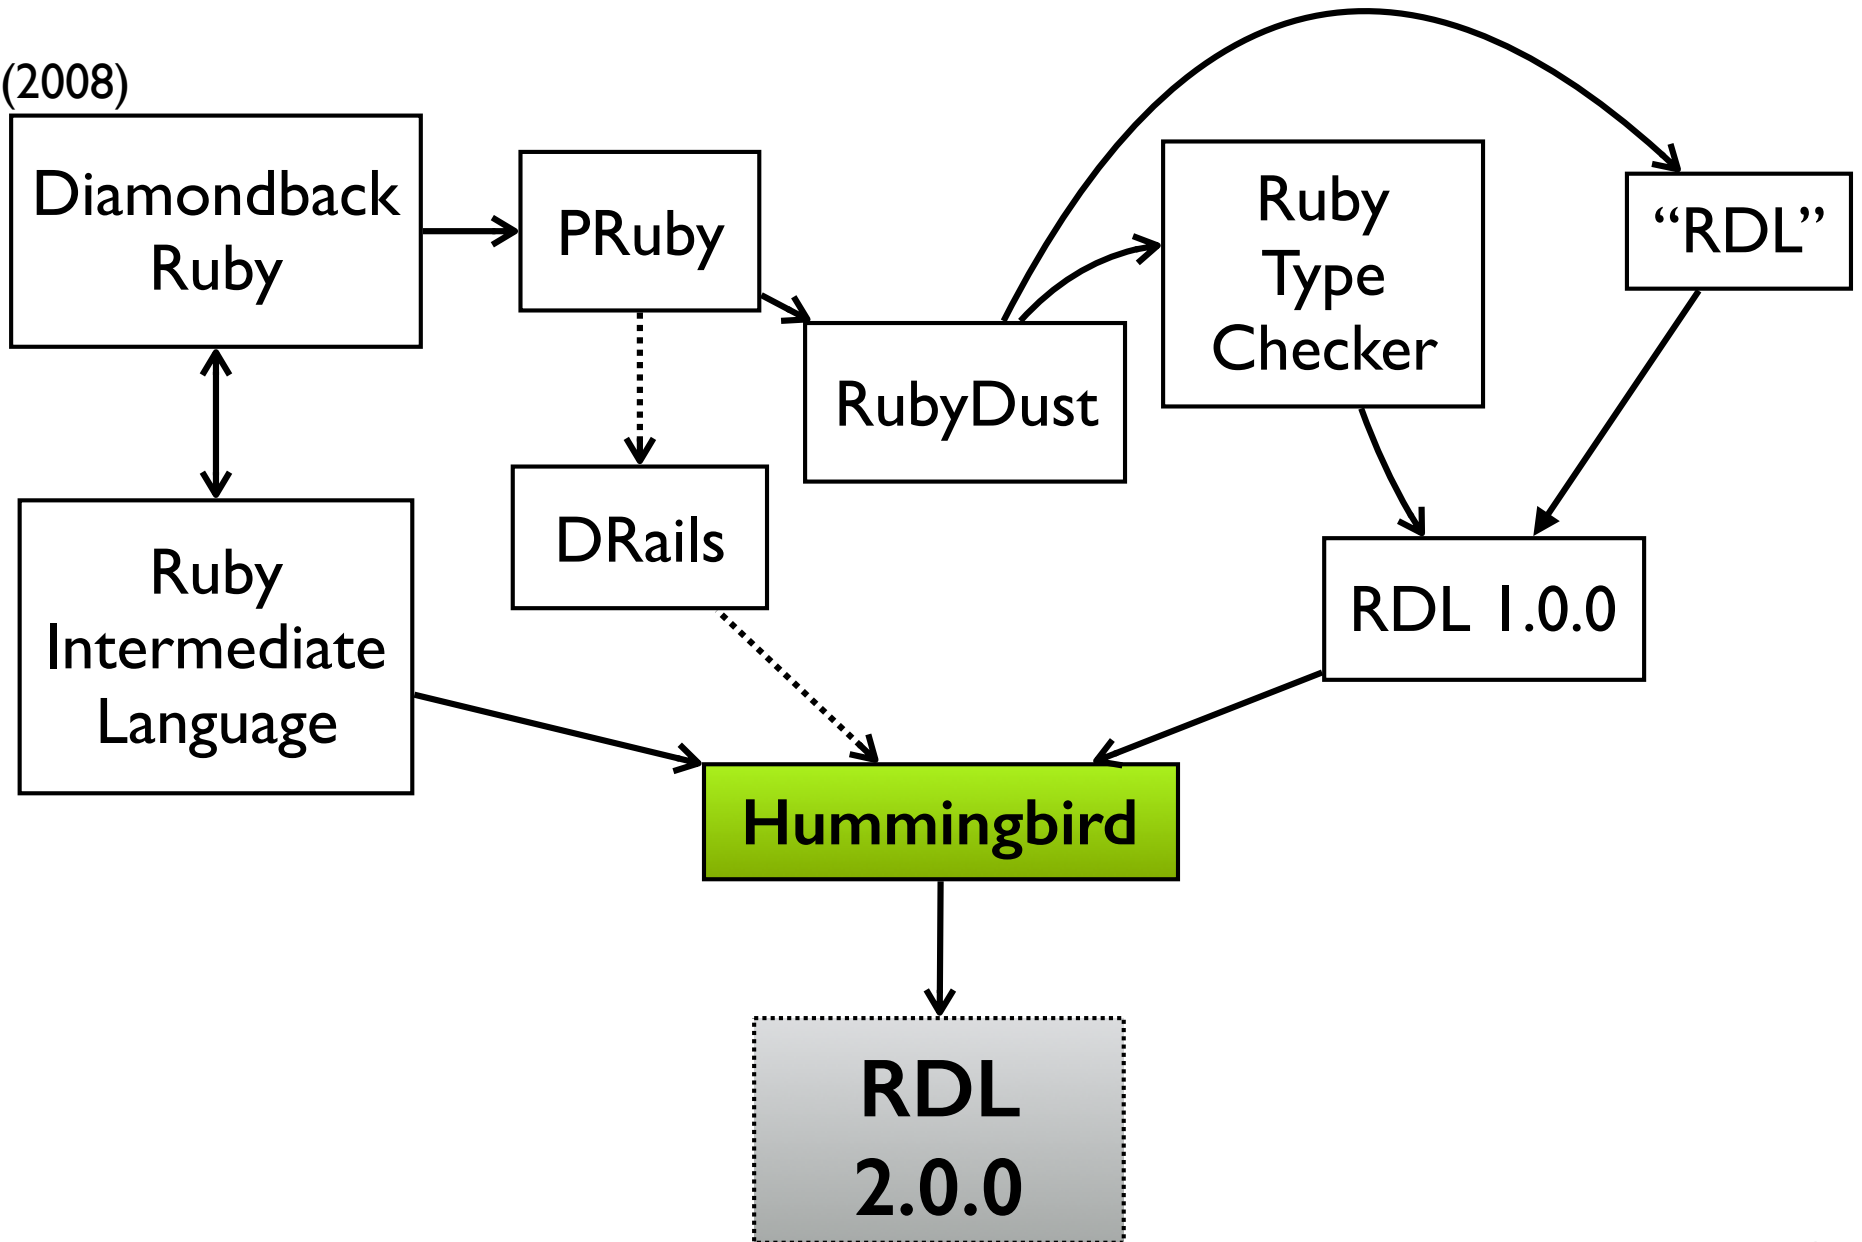 (2008)
Diamondback
Ruby
PRuby
RubyDust
Ruby
Type
Checker
“RDL”
Ruby
Intermediate
Language
DRails
RDL 1.0.0
Hummingbird
RDL
2.0.0